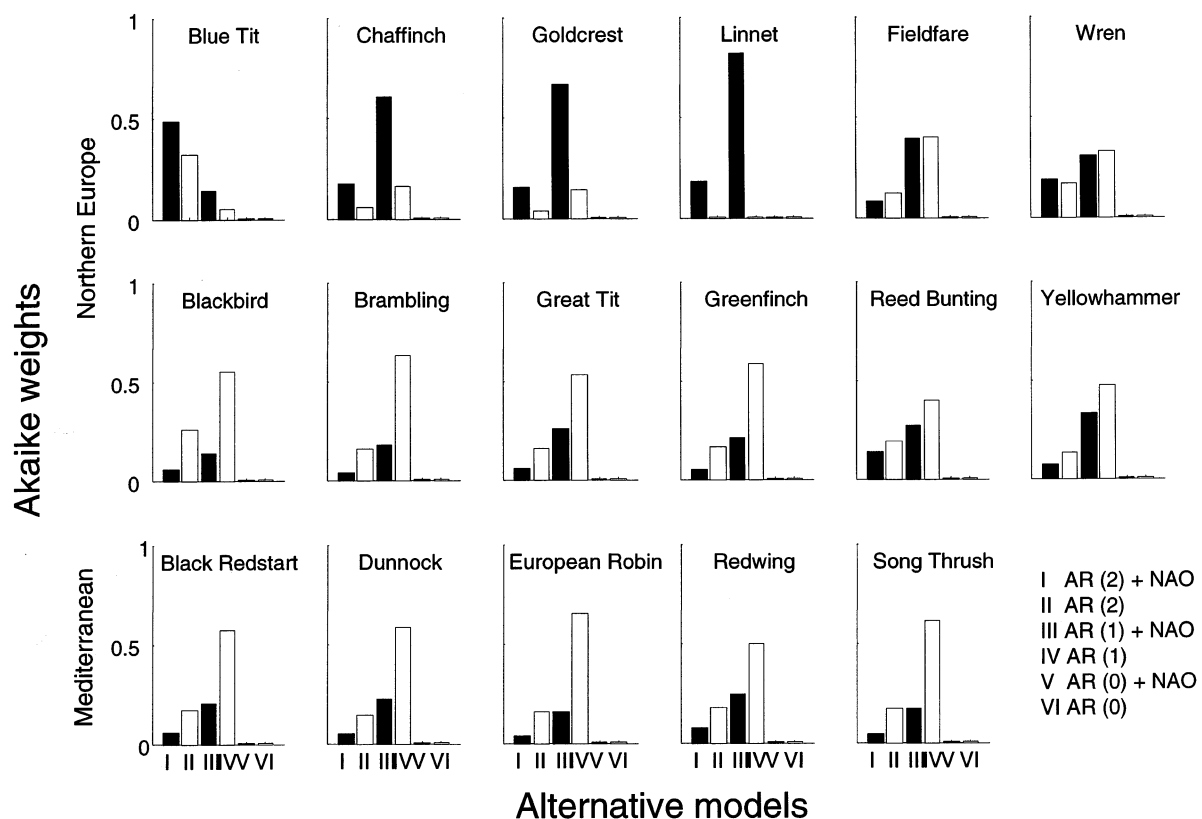 1
Blue Tit
Chaffinch
Goldcrest
Linnet
Fieldfare
Wren
0.5
0
Northern Europe
1
Blackbird
Brambling
Great Tit
Greenfinch
Reed Bunting
Yellowhammer
0.5
0
Akaike weights
1
Black Redstart
Dunnock
European Robin
Redwing
Song Thrush
0.5
0
Mediterranean
I II III IV V VI
I II III IV V VI
I II III IV V VI
I II III IV V VI
I II III IV V VI
I AR (2) + NAO
II AR (2)
III AR (1) + NAO
IV AR (1)
V AR (0) + NAO
VI AR (0)
Alternative models